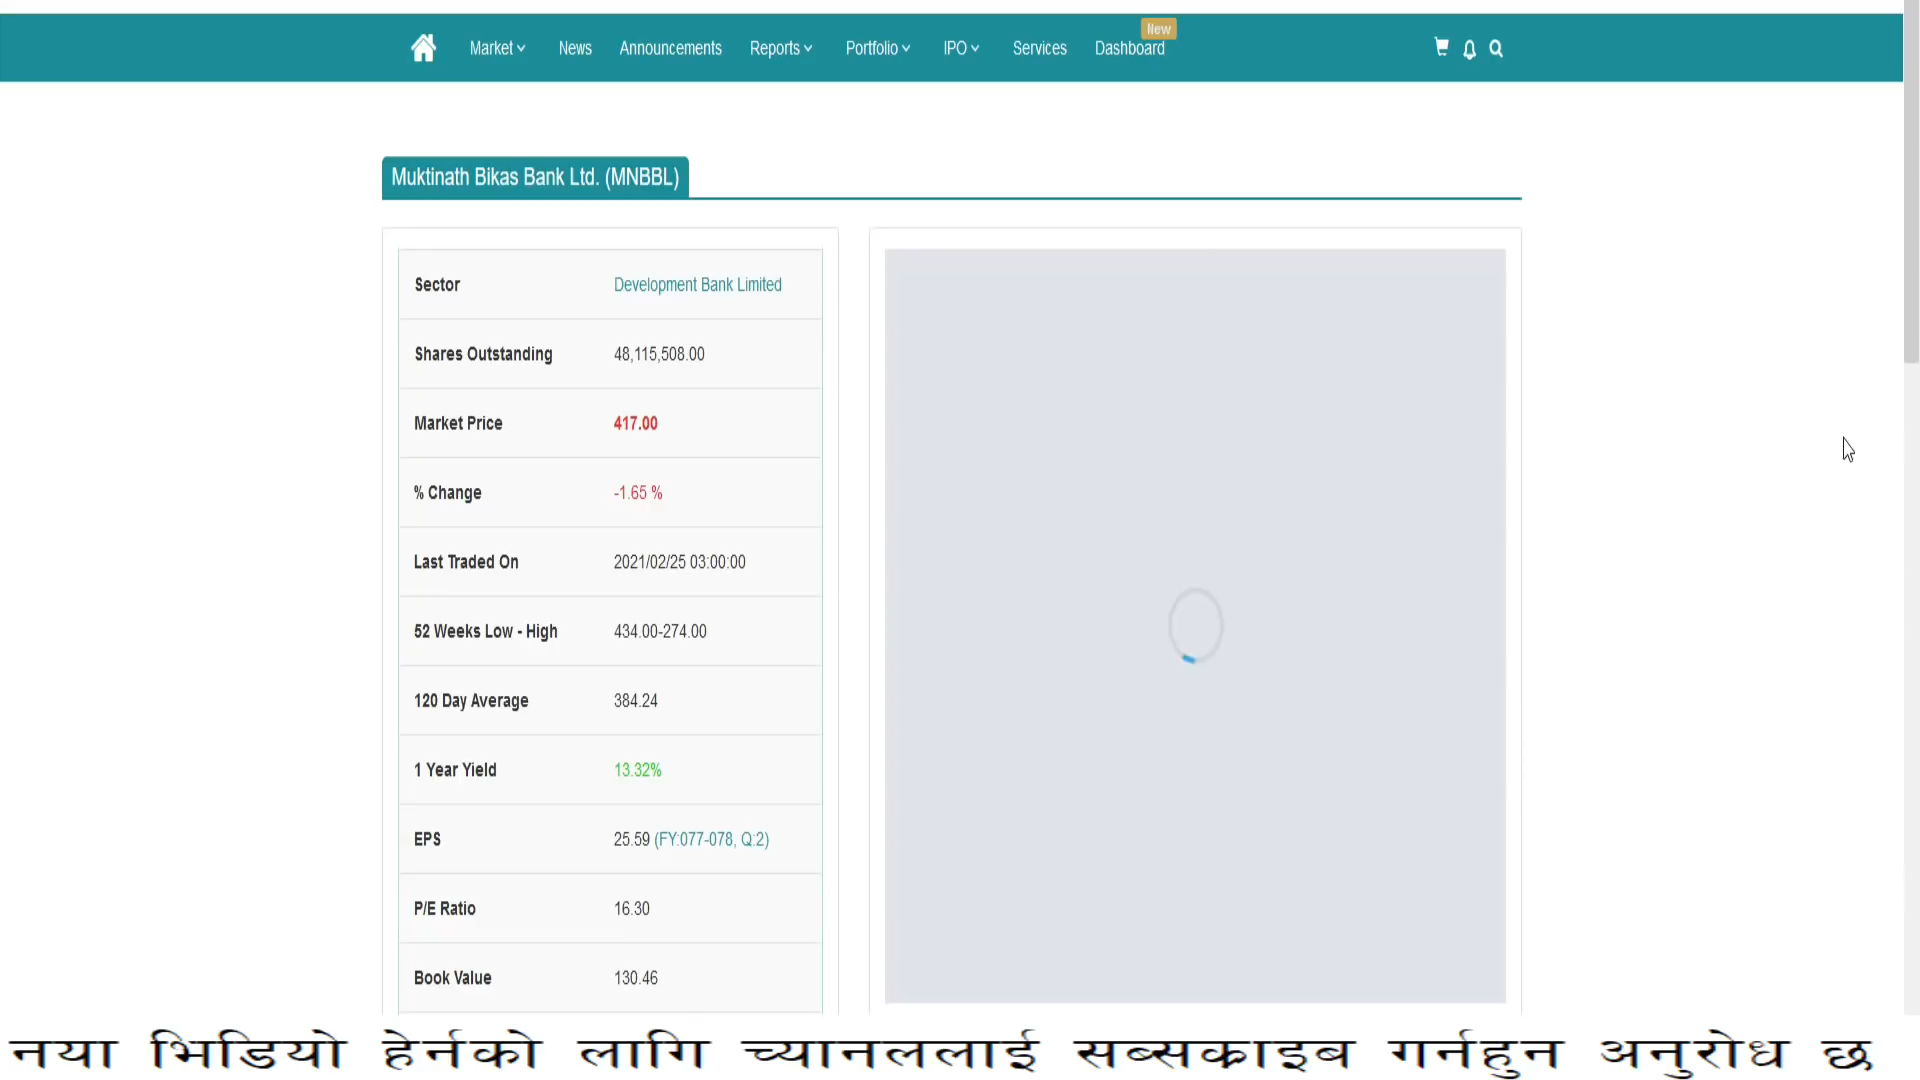 Market News Announcements Reports Portfolio IPO Services Dashboard New
Muktinath Bikas Bank Ltd. (MNBBL)
Sector Development Bank Limited
Shares Outstanding 48,115,508.00
Market Price 417.00
% Change -1.65 %
Last Traded On 2021/02/25 03:00:00
52 Weeks Low - High 434.00-274.00
120 Day Average 384.24
1 Year Yield 13.32%
EPS 25.59 (FY:077-078, Q:2)
P/E Ratio 16.30
Book Value 130.46
नया भिडियो हेर्नको लागि च्यानललाई सब्सक्राइब गर्नहुन अनुरोध छ